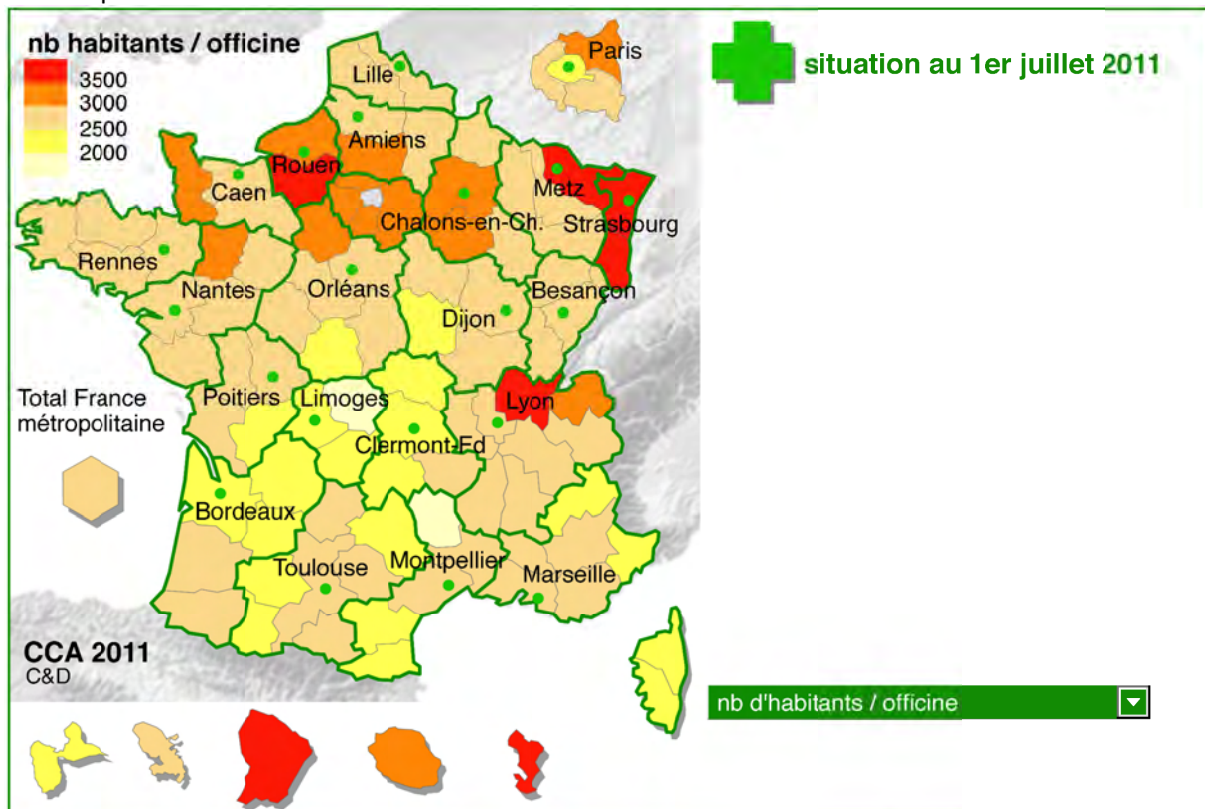 nb habitants / officine
3500
3000
2500
2000
situation au 1er juillet 2011
Paris
Lille
Amiens
Rouen
Caen
Metz
Chalons-en-Ch.
Strasbourg
Rennes
Nantes
Orléans
Besançon
Dijon
Total France
métropolitaine
Poitiers
Limoges
Lyon
Clermont-Ed
Bordeaux
Toulouse
Montpellier
Marseille
CCA 2011
C&D
nb d'habitants / officine